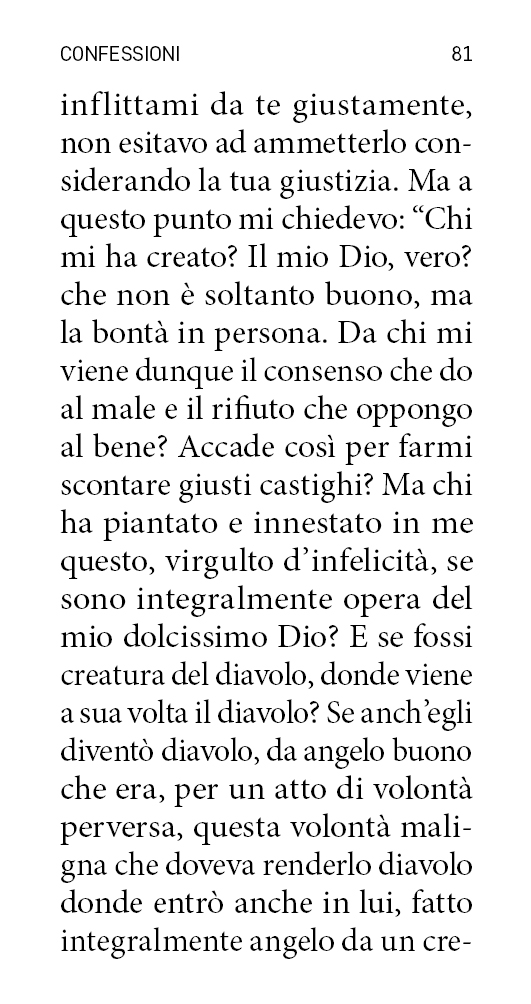 CONFESSIONI 81
inflittami da te giustamente,
non esitavo ad ammetterlo con-
siderando la tua giustizia. Ma a
questo punto mi chiedevo: “Chi
mi ha creato? Il mio Dio, vero?
che non è soltanto buono, ma
la bontà in persona. Da chi mi
viene dunque il consenso che do
al male e il rifiuto che oppongo
al bene? Accade così per farmi
scontare giusti castighi? Ma chi
ha piantato e innestato in me
questo, virgulto d’infelicità, se
sono integralmente opera del
mio dolcissimo Dio? E se fossi
creatura del diavolo, donde viene
a sua volta il diavolo? Se anch’egli
diventò diavolo, da angelo buono
che era, per un atto di volontà
perversa, questa volontà mali-
gna che doveva renderlo diavolo
donde entrò anche in lui, fatto
integralmente angelo da un cre-